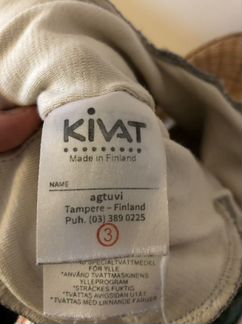 KIVAT
Made in Finland
NAME
agtuvi
Tampere – Finland
Puh. (03) 389 0225
3
SPECIALTVÄTTMEDEL
FÖR YLLE
*ANVÄND TVÄTTMASKINENS
YLLEPROGRAM
*STRÄCKES FUKTIG
*TVÄTTAS AVIGSIDAN UTÅT
*TVÄTTAS MED LIKNANDE FÄRGER